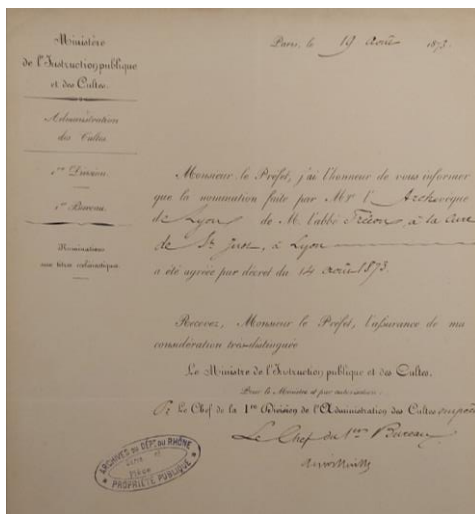 Ministère
de l'Instruction publique
et des Cultes.
Administration
des Cultes.
1ère Division
1er Bureau
Nominations
aux titres ecclésiastiques
Paris, le 19 août 1873.
Monsieur le Préfet, j'ai l'honneur de vous informer
que la nomination faite par Mgr l'Archevêque
de Lyon de M. l'abbé à la cure
de St Just, à Lyon
a été agréée par décret du 14 août 1873.
Recevez, Monsieur le Préfet, l'assurance de ma
considération très-distinguée
Le Ministre de l'Instruction publique et des Cultes.
Pour le Ministre et par autorisation.
Pr. Le Chef de la 1re Division de l'Administration des Cultes empêché
Le Chef du 1er Bureau
ARCHIVES DU DÉPT DU RHÔNE
PROPRIÉTÉ PUBLIQUE